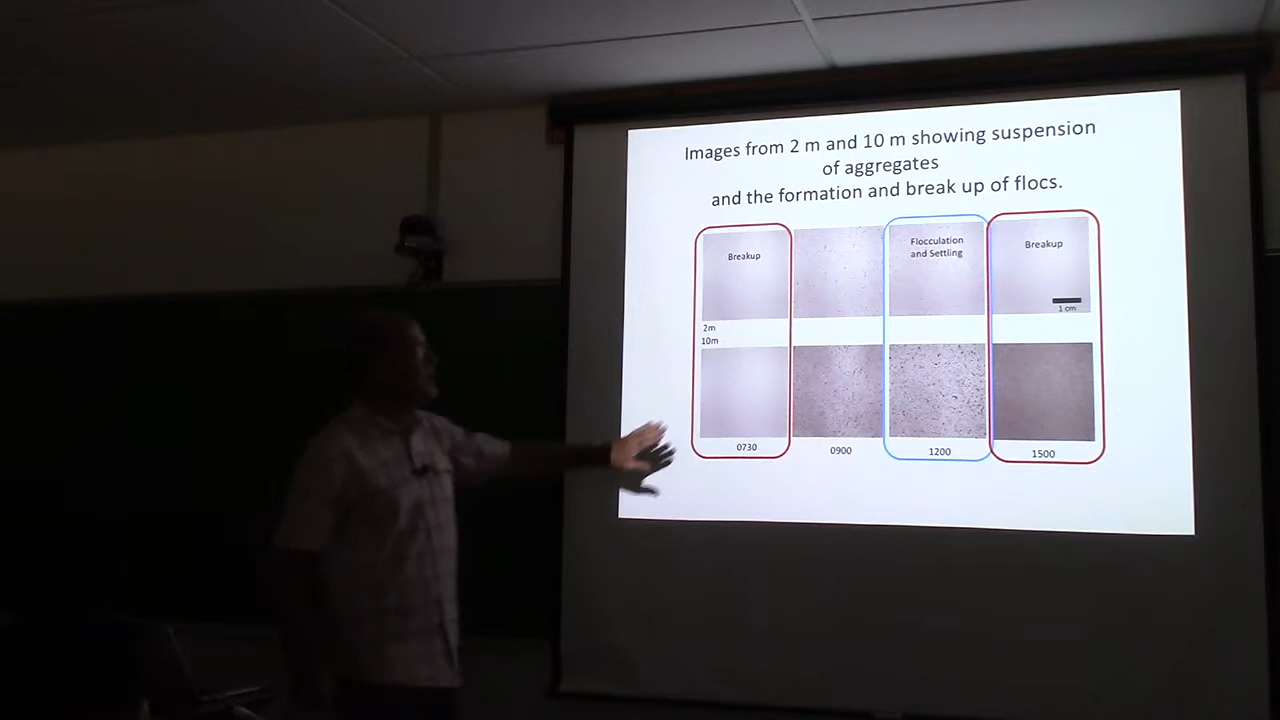 Images from 2 m and 10 m showing suspension
of aggregates
and the formation and break up of flocs.
Breakup
Flocculation
and Settling
Breakup
1 cm
2m
10m
0730
0900
1200
1500